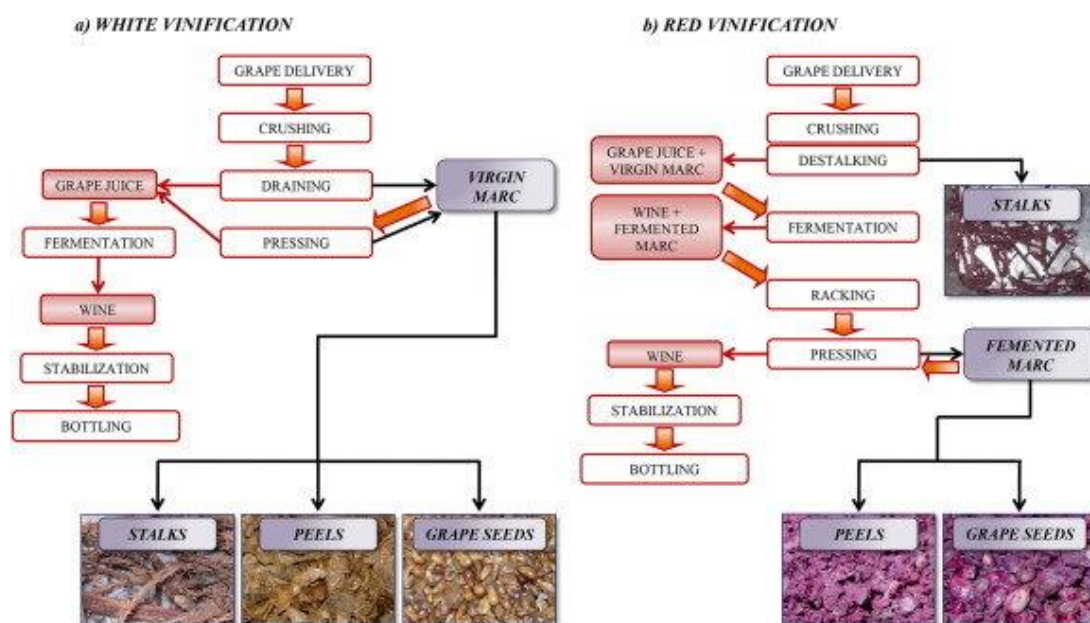 a) WHITE VINIFICATION
GRAPE DELIVERY
CRUSHING
DRAINING
GRAPE JUICE
VIRGIN
MARC
PRESSING
FERMENTATION
WINE
STABILIZATION
BOTTLING
STALKS
PEELS
GRAPE SEEDS
b) RED VINIFICATION
GRAPE DELIVERY
CRUSHING
DESTALKING
GRAPE JUICE +
VIRGIN MARC
STALKS
WINE +
FERMENTED
MARC
FERMENTATION
RACKING
PRESSING
WINE
FEMENTED
MARC
STABILIZATION
BOTTLING
PEELS
GRAPE SEEDS